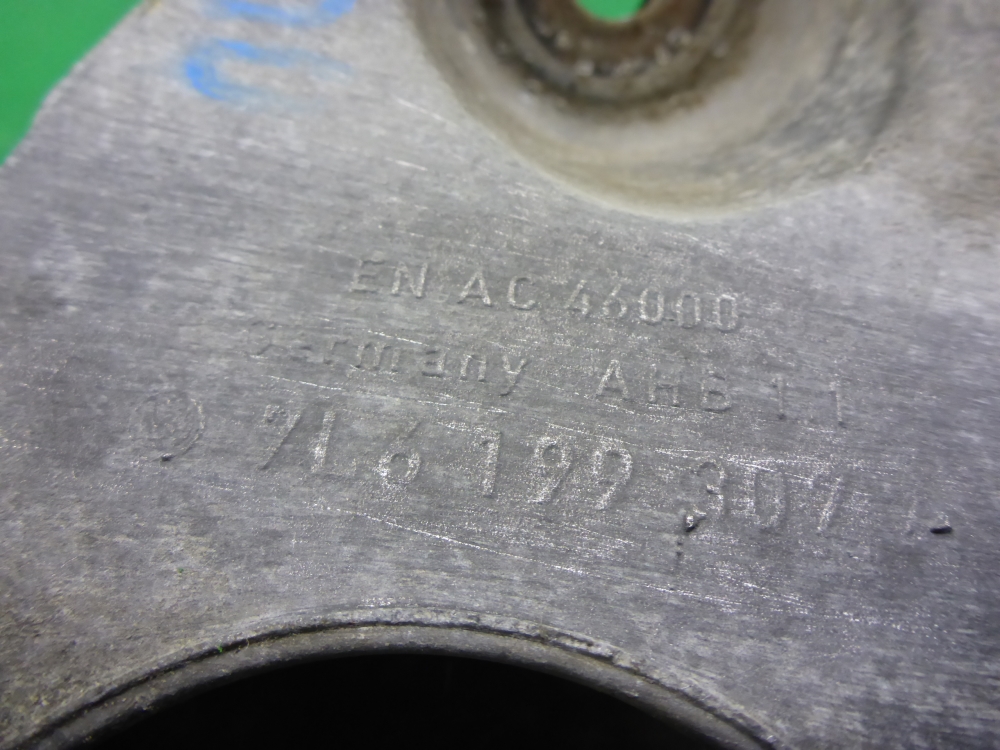 EN AC 46000
Germany AHB 1.1
7L6 199 307